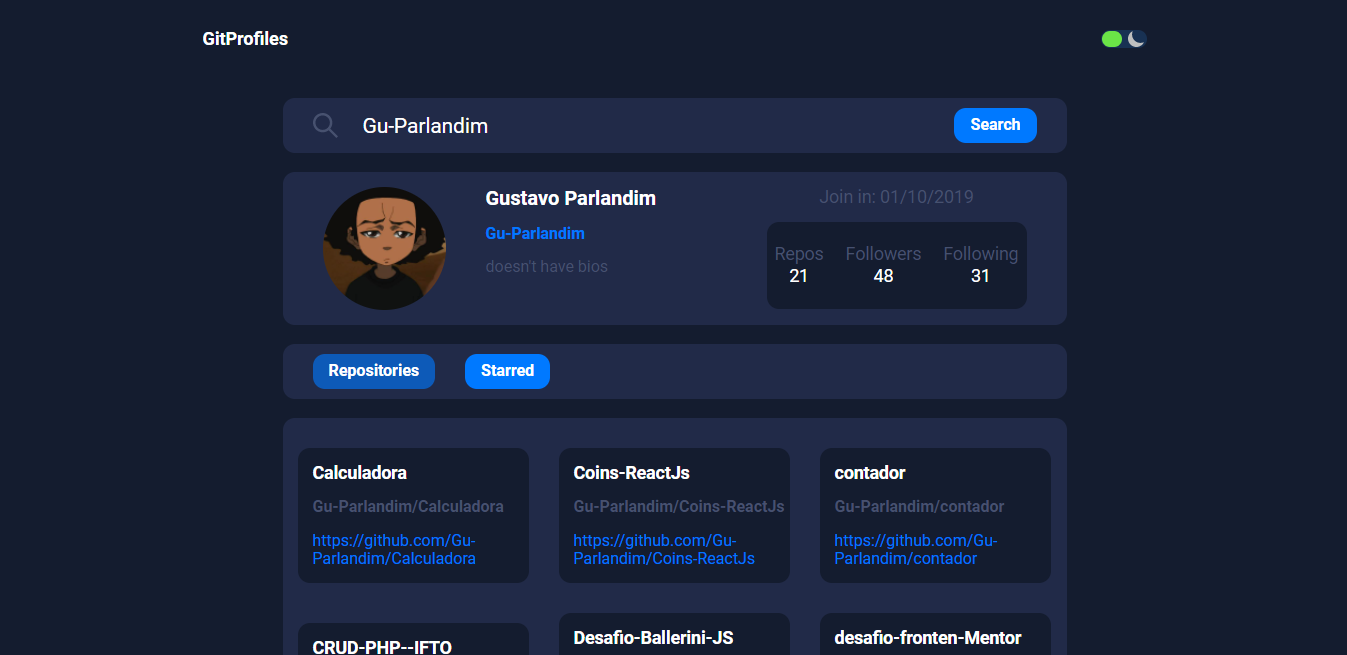 GitProfiles
Gu-Parlandim
Search
Gustavo Parlandim
Gu-Parlandim
doesn't have bios
Join in: 01/10/2019
Repos Followers Following
21 48 31
Repositories Starred
Calculadora
Gu-Parlandim/Calculadora
https://github.com/Gu-
Parlandim/Calculadora
Coins-ReactJs
Gu-Parlandim/Coins-ReactJs
https://github.com/Gu-
Parlandim/Coins-ReactJs
contador
Gu-Parlandim/contador
https://github.com/Gu-
Parlandim/contador
CRUD-PHP--IFTO
Desafio-Ballerini-JS
desafio-fronten-Mentor